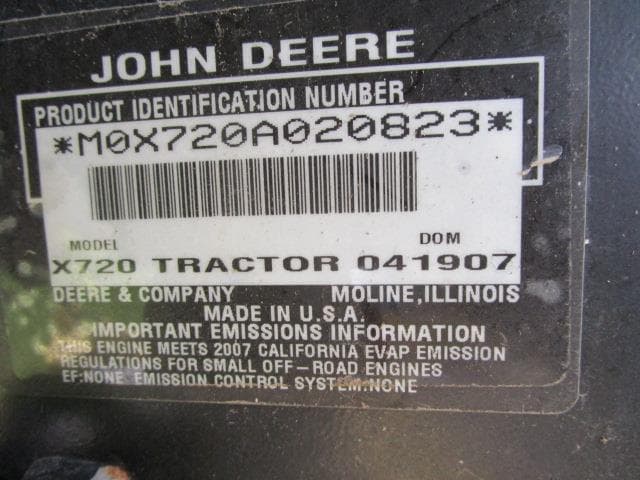 JOHN DEERE
PRODUCT IDENTIFICATION NUMBER
*M0X720A020823*
MODEL DOM
X720 TRACTOR 041907
DEERE & COMPANY MOLINE,ILLINOIS
MADE IN U.S.A.
IMPORTANT EMISSIONS INFORMATION
THIS ENGINE MEETS 2007 CALIFORNIA EVAP EMISSION
REGULATIONS FOR SMALL OFF-ROAD ENGINES
EF:NONE EMISSION CONTROL SYSTEM:NONE